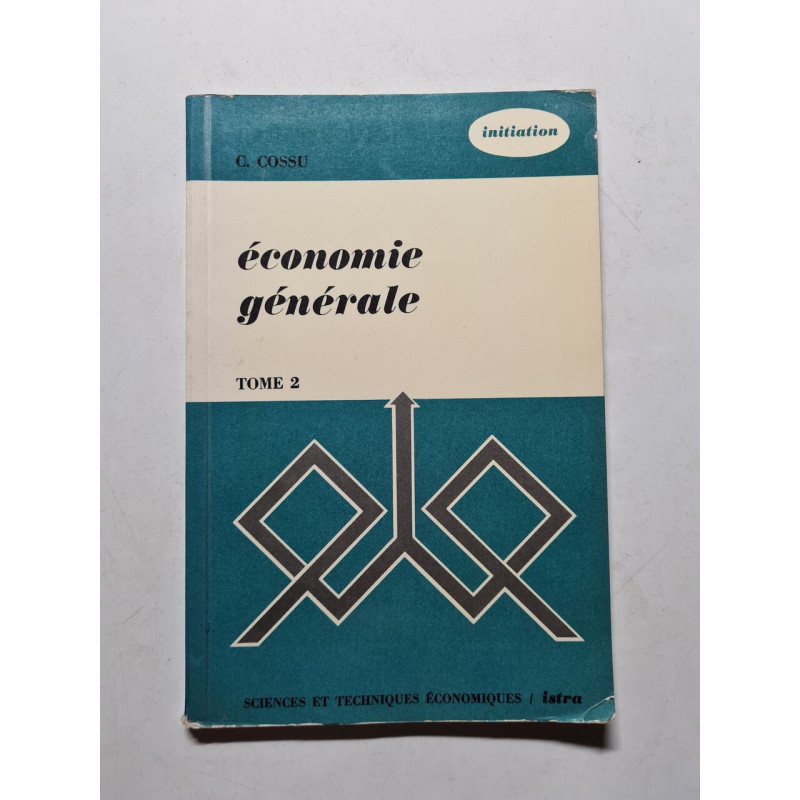 initiation
C. COSSU
économie
générale
TOME 2
SCIENCES ET TECHNIQUES ÉCONOMIQUES / istra